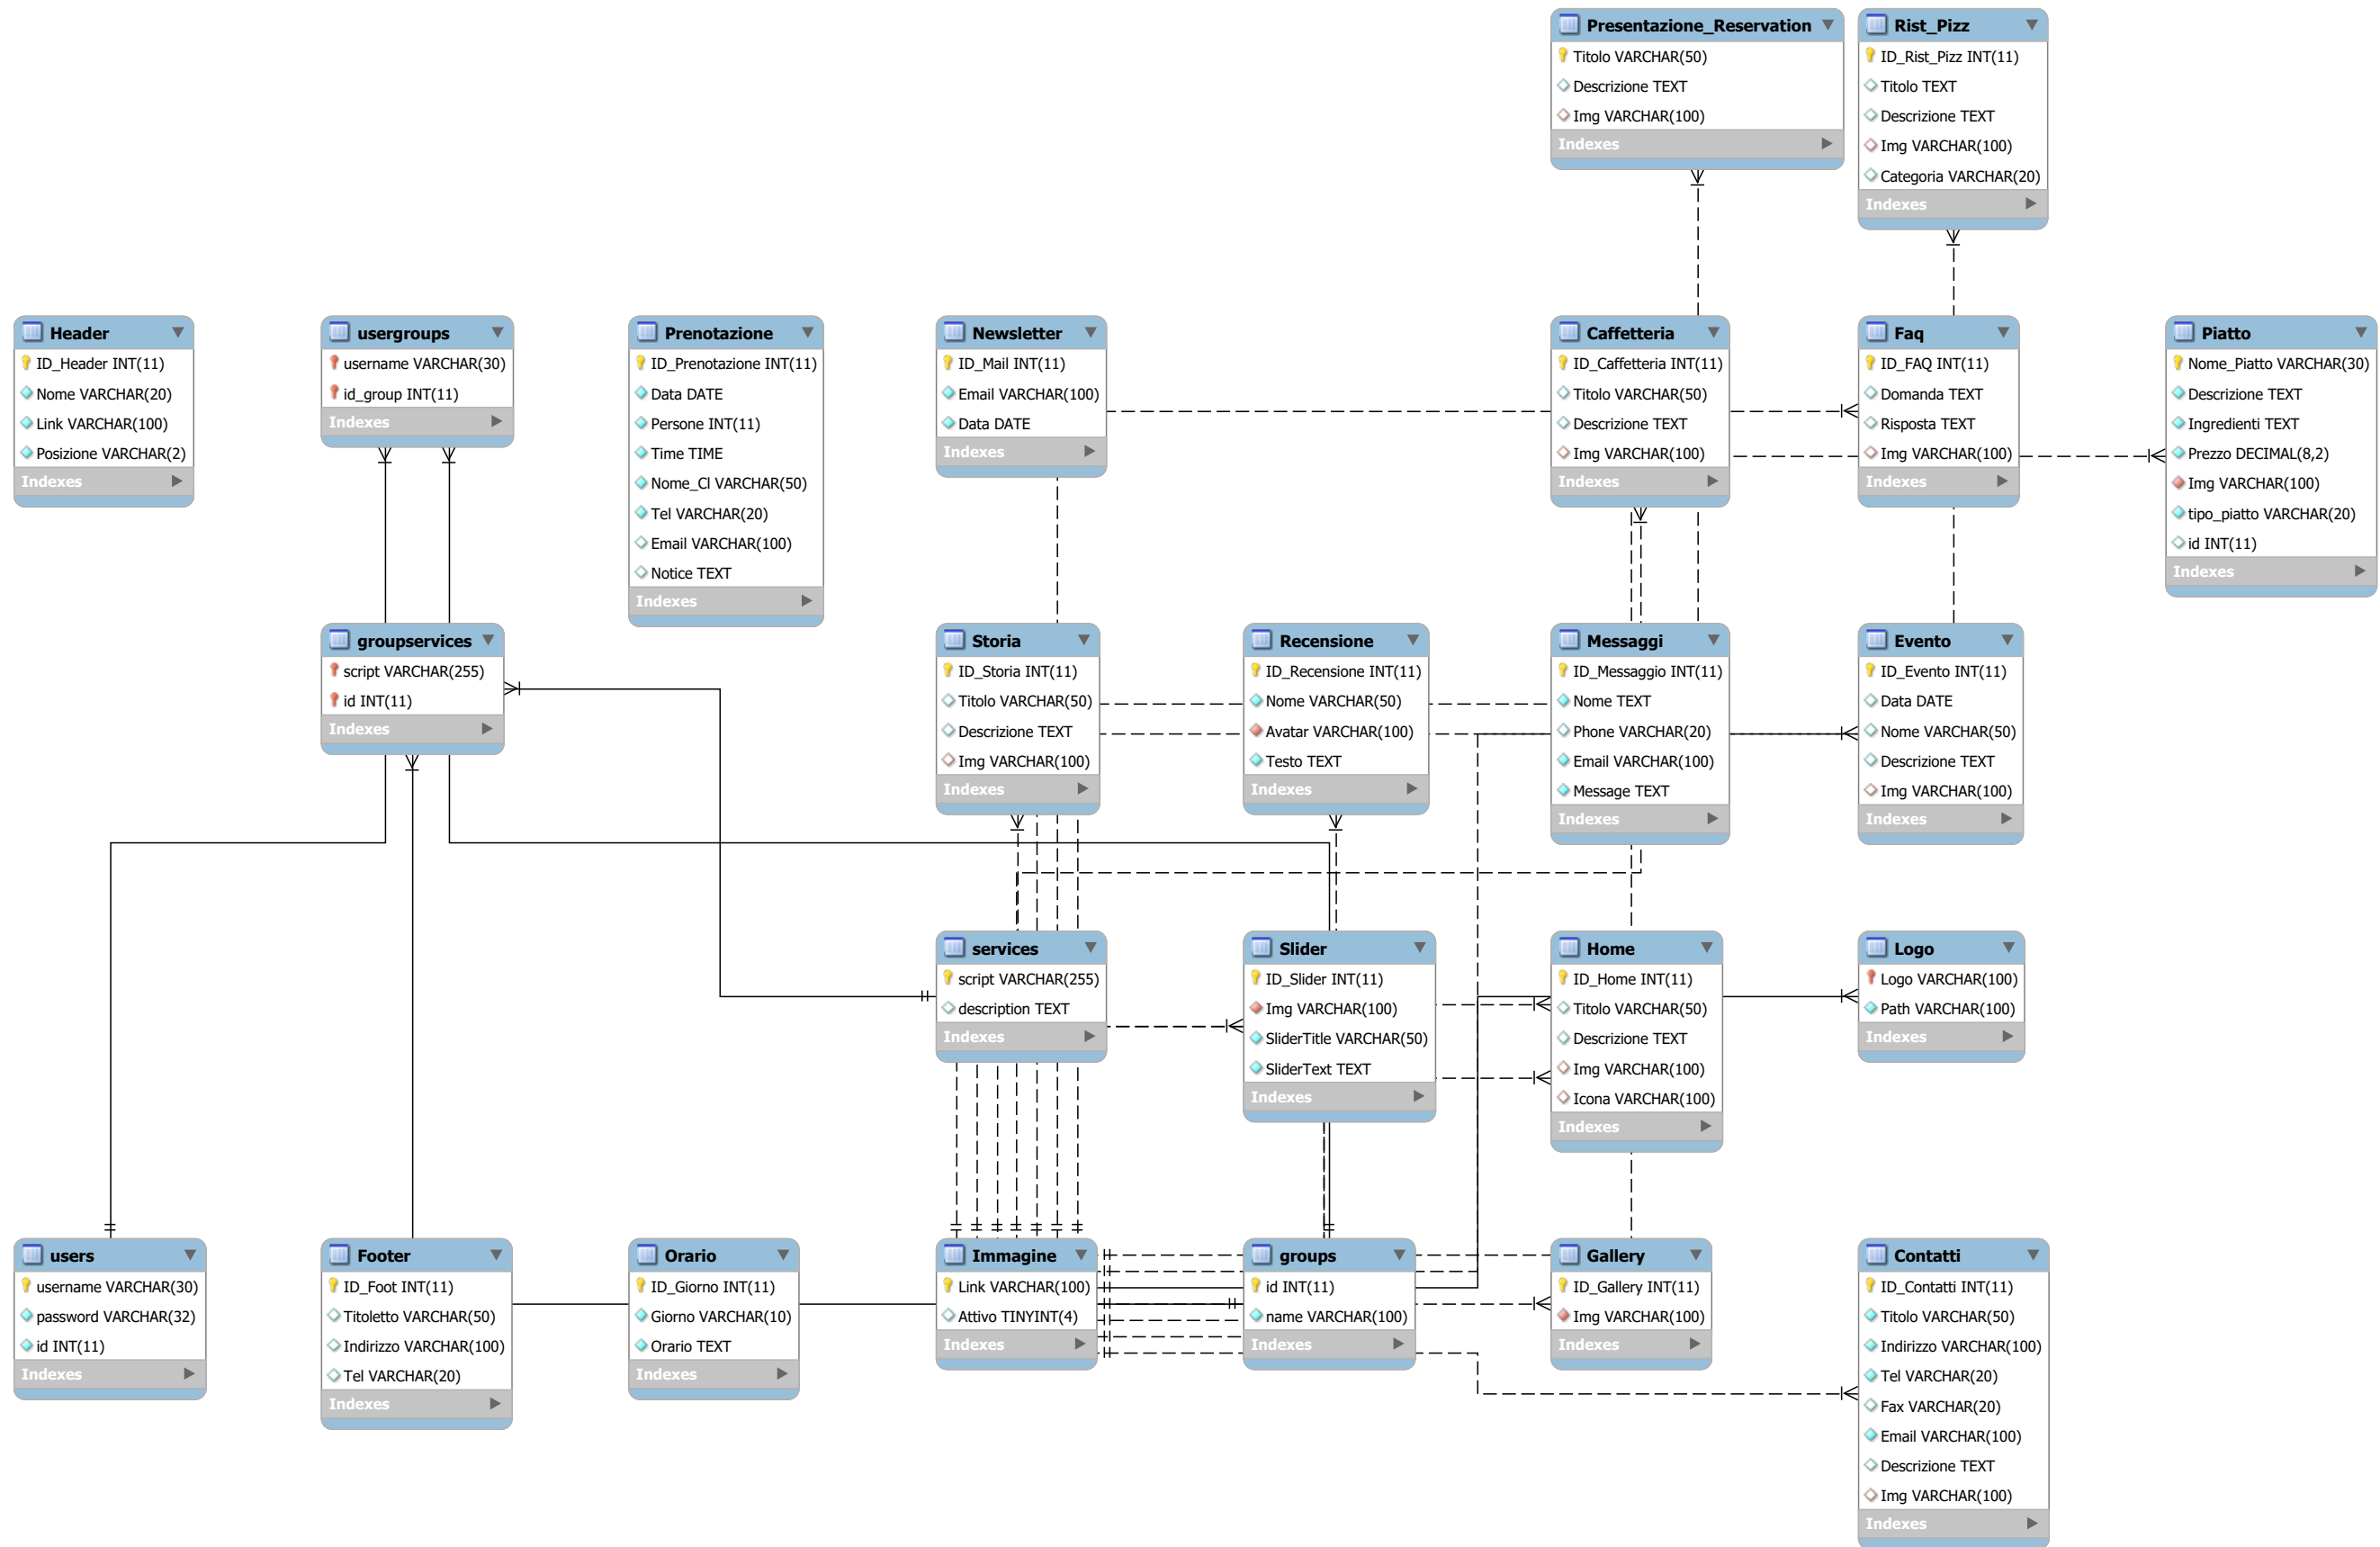 Presentazione_Reservation
Titolo VARCHAR(50)
Descrizione TEXT
Img VARCHAR(100)
Indexes
Rist_Pizz
ID_Rist_Pizz INT(11)
Titolo TEXT
Descrizione TEXT
Img VARCHAR(100)
Categoria VARCHAR(20)
Indexes
Header
ID_Header INT(11)
Nome VARCHAR(20)
Link VARCHAR(100)
Posizione VARCHAR(2)
Indexes
usergroups
username VARCHAR(30)
id_group INT(11)
Indexes
Prenotazione
ID_Prenotazione INT(11)
Data DATE
Persone INT(11)
Time TIME
Nome_Cl VARCHAR(50)
Tel VARCHAR(20)
Email VARCHAR(100)
Notice TEXT
Indexes
Newsletter
ID_Mail INT(11)
Email VARCHAR(100)
Data DATE
Indexes
Caffetteria
ID_Caffetteria INT(11)
Titolo VARCHAR(50)
Descrizione TEXT
Img VARCHAR(100)
Indexes
Faq
ID_FAQ INT(11)
Domanda TEXT
Risposta TEXT
Img VARCHAR(100)
Indexes
Piatto
Nome_Piatto VARCHAR(30)
Descrizione TEXT
Ingredienti TEXT
Prezzo DECIMAL(8,2)
Img VARCHAR(100)
tipo_piatto VARCHAR(20)
id INT(11)
Indexes
groupservices
script VARCHAR(255)
id INT(11)
Indexes
Storia
ID_Storia INT(11)
Titolo VARCHAR(50)
Descrizione TEXT
Img VARCHAR(100)
Indexes
Recensione
ID_Recensione INT(11)
Nome VARCHAR(50)
Avatar VARCHAR(100)
Testo TEXT
Indexes
Messaggi
ID_Messaggio INT(11)
Nome TEXT
Phone VARCHAR(20)
Email VARCHAR(100)
Message TEXT
Indexes
Evento
ID_Evento INT(11)
Data DATE
Nome VARCHAR(50)
Descrizione TEXT
Img VARCHAR(100)
Indexes
services
script VARCHAR(255)
description TEXT
Indexes
Slider
ID_Slider INT(11)
Img VARCHAR(100)
SliderTitle VARCHAR(50)
SliderText TEXT
Indexes
Home
ID_Home INT(11)
Titolo VARCHAR(50)
Descrizione TEXT
Img VARCHAR(100)
Icona VARCHAR(100)
Indexes
Logo
Logo VARCHAR(100)
Path VARCHAR(100)
Indexes
users
username VARCHAR(30)
password VARCHAR(32)
id INT(11)
Indexes
Footer
ID_Foot INT(11)
Titoletto VARCHAR(50)
Indirizzo VARCHAR(100)
Tel VARCHAR(20)
Indexes
Orario
ID_Giorno INT(11)
Giorno VARCHAR(10)
Orario TEXT
Indexes
Immagine
Link VARCHAR(100)
Attivo TINYINT(4)
Indexes
groups
id INT(11)
name VARCHAR(100)
Indexes
Gallery
ID_Gallery INT(11)
Img VARCHAR(100)
Indexes
Contatti
ID_Contatti INT(11)
Titolo VARCHAR(50)
Indirizzo VARCHAR(100)
Tel VARCHAR(20)
Fax VARCHAR(20)
Email VARCHAR(100)
Descrizione TEXT
Img VARCHAR(100)
Indexes